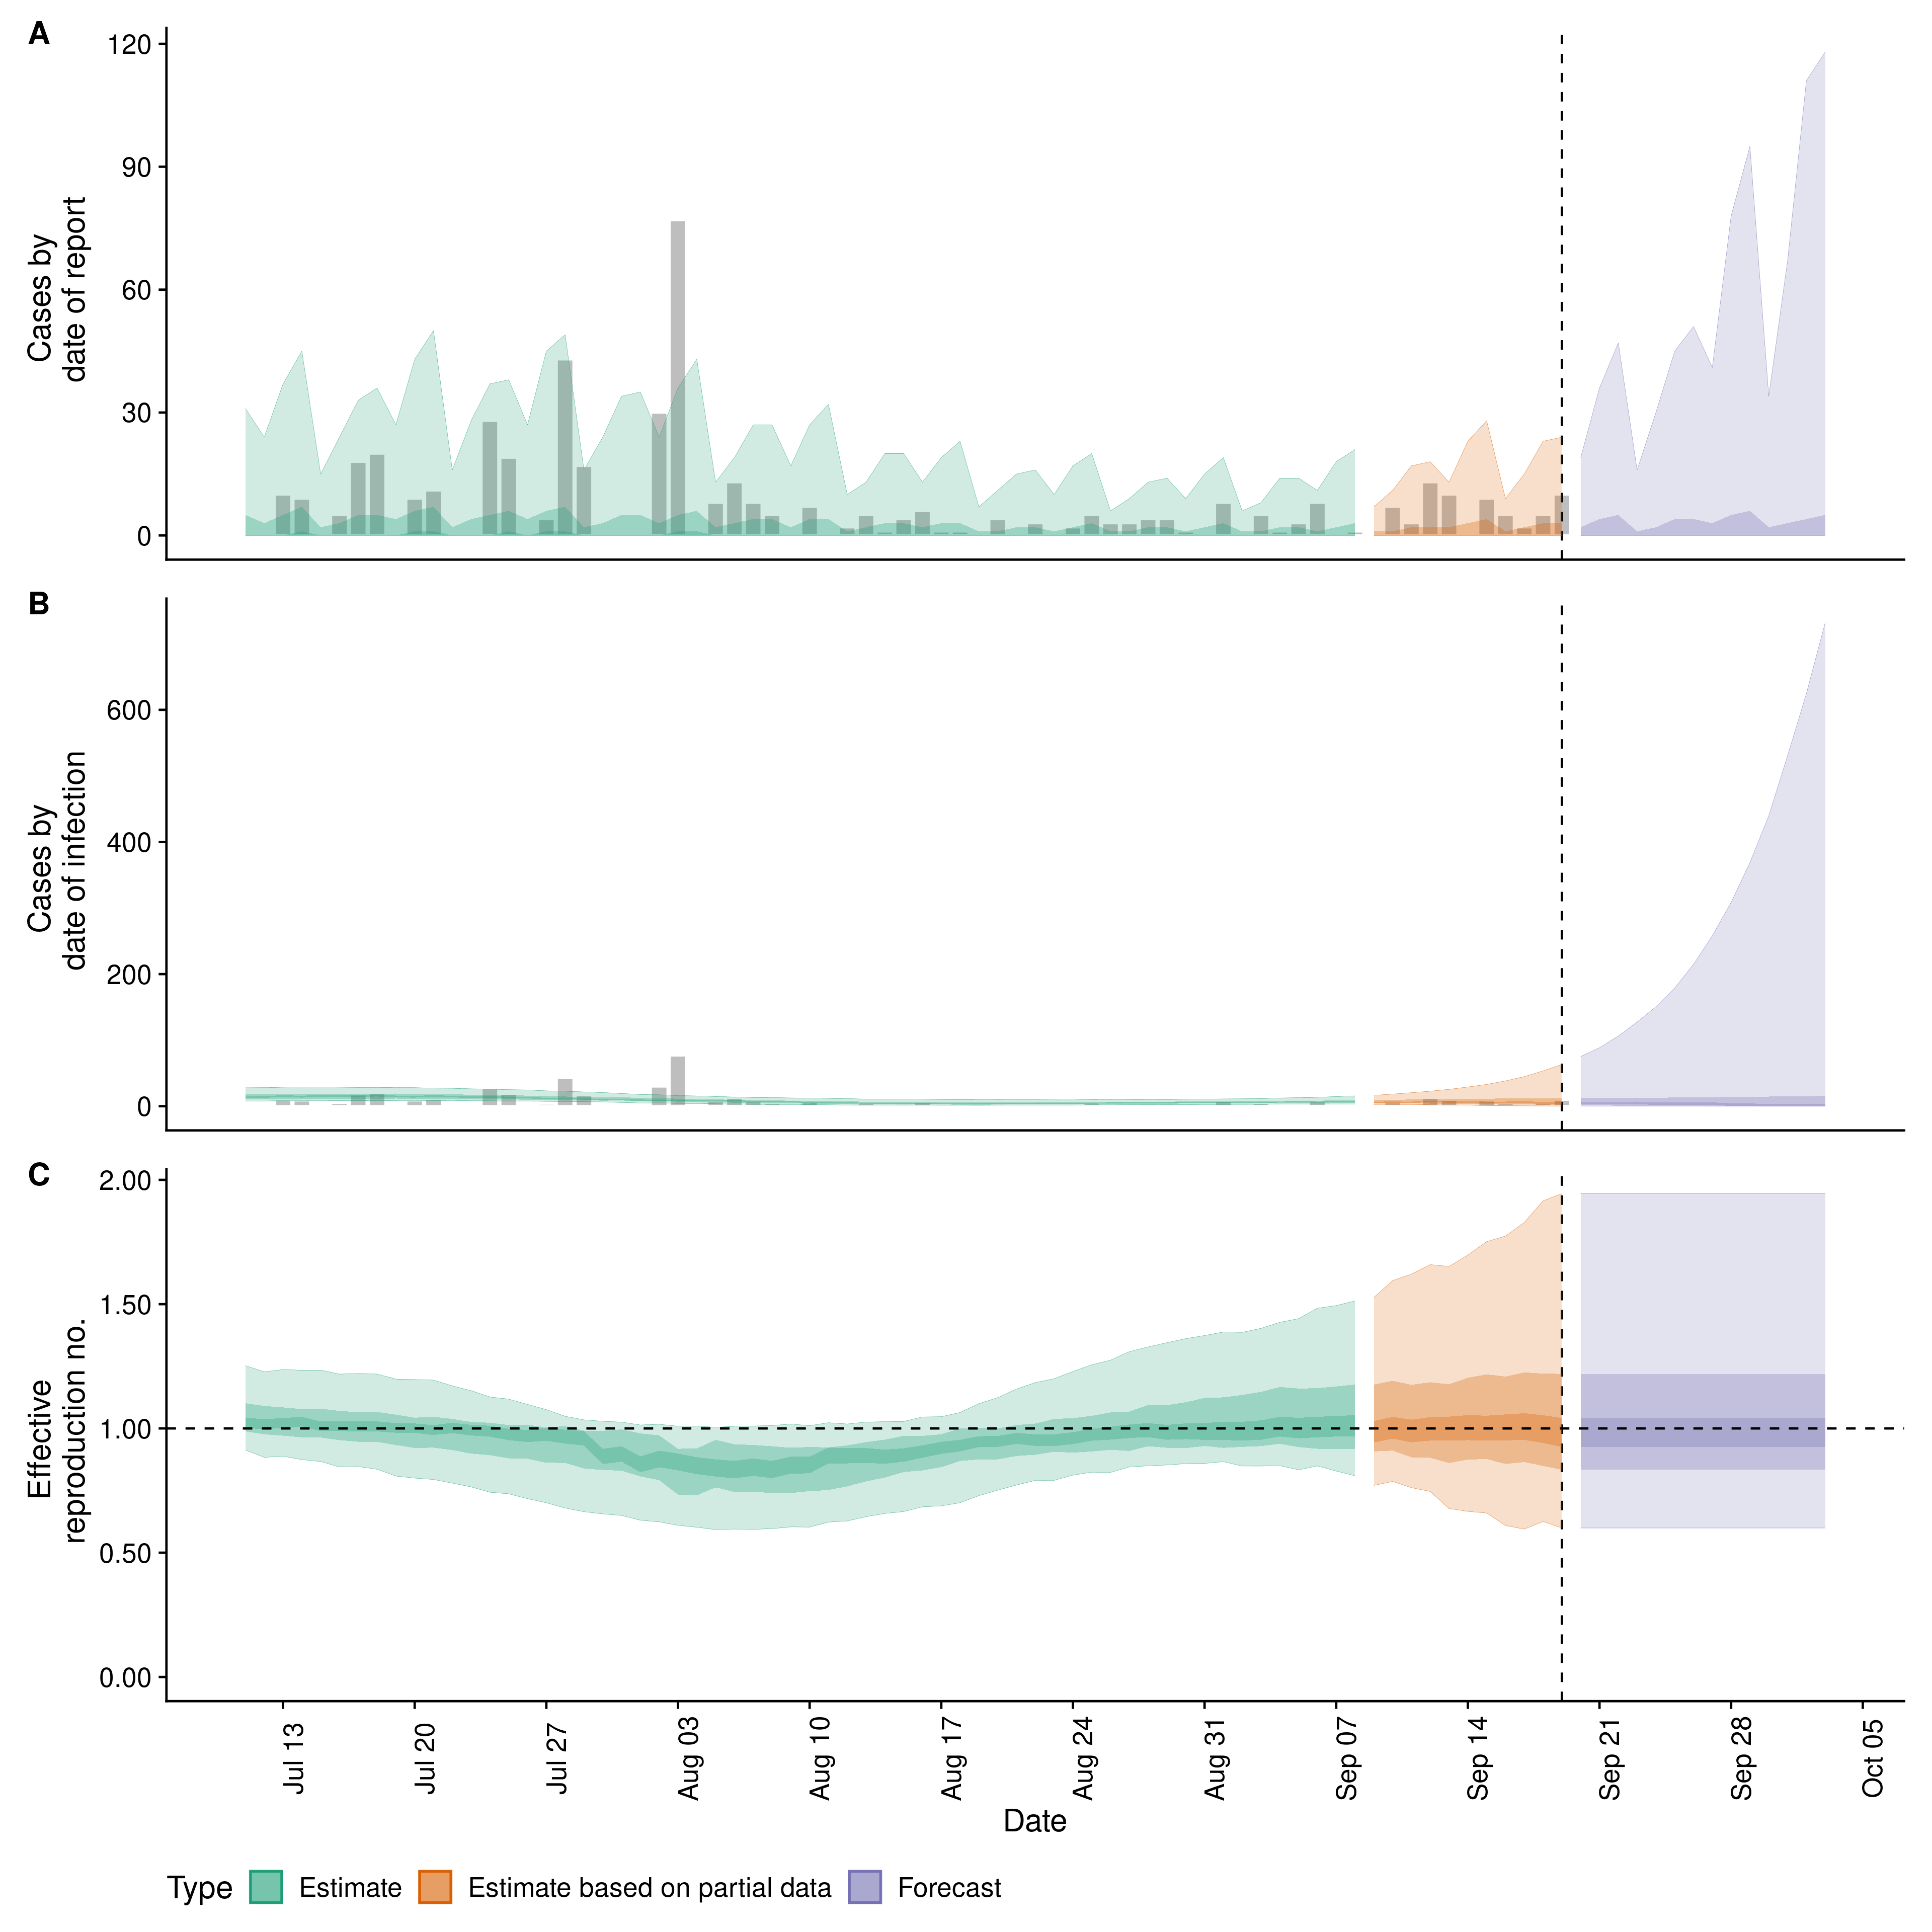 A
Cases by
date of report
120
90
60
30
0
B
Cases by
date of infection
600
400
200
0
C
Effective
reproduction no.
2.00
1.50
1.00
0.50
0.00
Jul 13
Jul 20
Jul 27
Aug 03
Aug 10
Aug 17
Aug 24
Aug 31
Sep 07
Sep 14
Sep 21
Sep 28
Oct 05
Date
Type
Estimate
Estimate based on partial data
Forecast